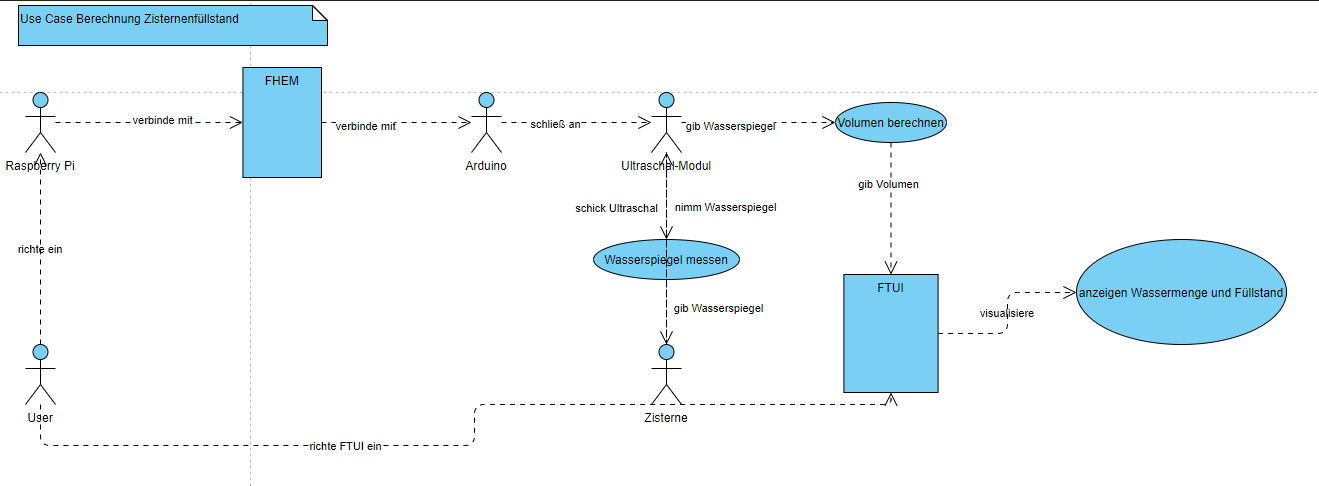 Use Case Berechnung Zisternenfüllstand
FHEM
verbinde mit
verbinde mit
schließ an
gib Wasserspiegel
Volumen berechnen
Raspberry Pi
Arduino
Ultraschal-Modul
gib Volumen
schick Ultraschal
nimm Wasserspiegel
richte ein
Wasserspiegel messen
FTUI
anzeigen Wassermenge und Füllstand
gib Wasserspiegel
visualisiere
User
Zisterne
richte FTUI ein